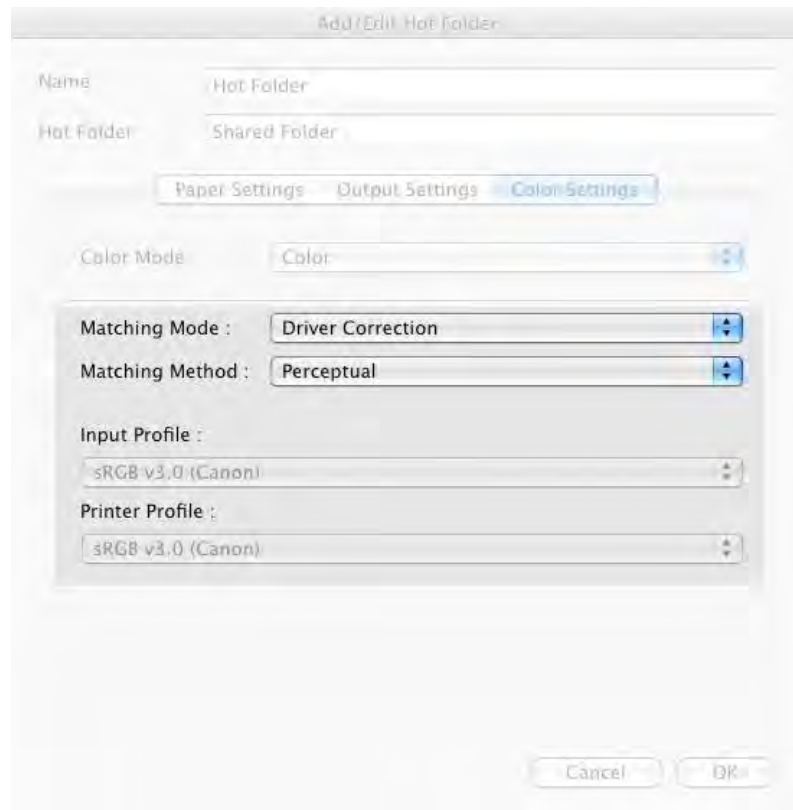 Add/Edit Hot Folder
Name Hot Folder
Hot Folder Shared Folder
Paper Settings Output Settings Color Settings
Color Mode Color
Matching Mode : Driver Correction
Matching Method : Perceptual
Input Profile :
sRGB v3.0 (Canon)
Printer Profile :
sRGB v3.0 (Canon)
Cancel OK